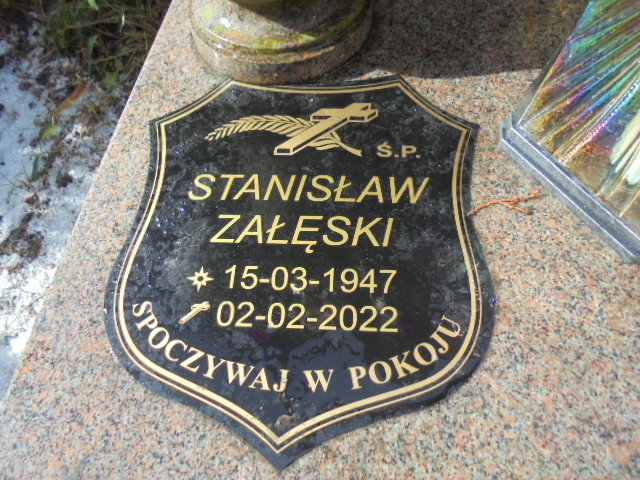 Ś.P.
STANISŁAW
ZAŁĘSKI
15-03-1947
02-02-2022
SPOCZYWAJ W POKOJU